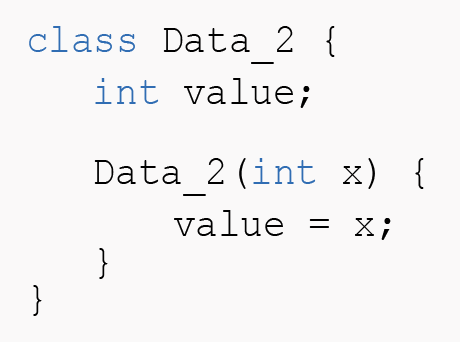 class Data_2 {
int value;
Data_2(int x) {
value = x;
}
}